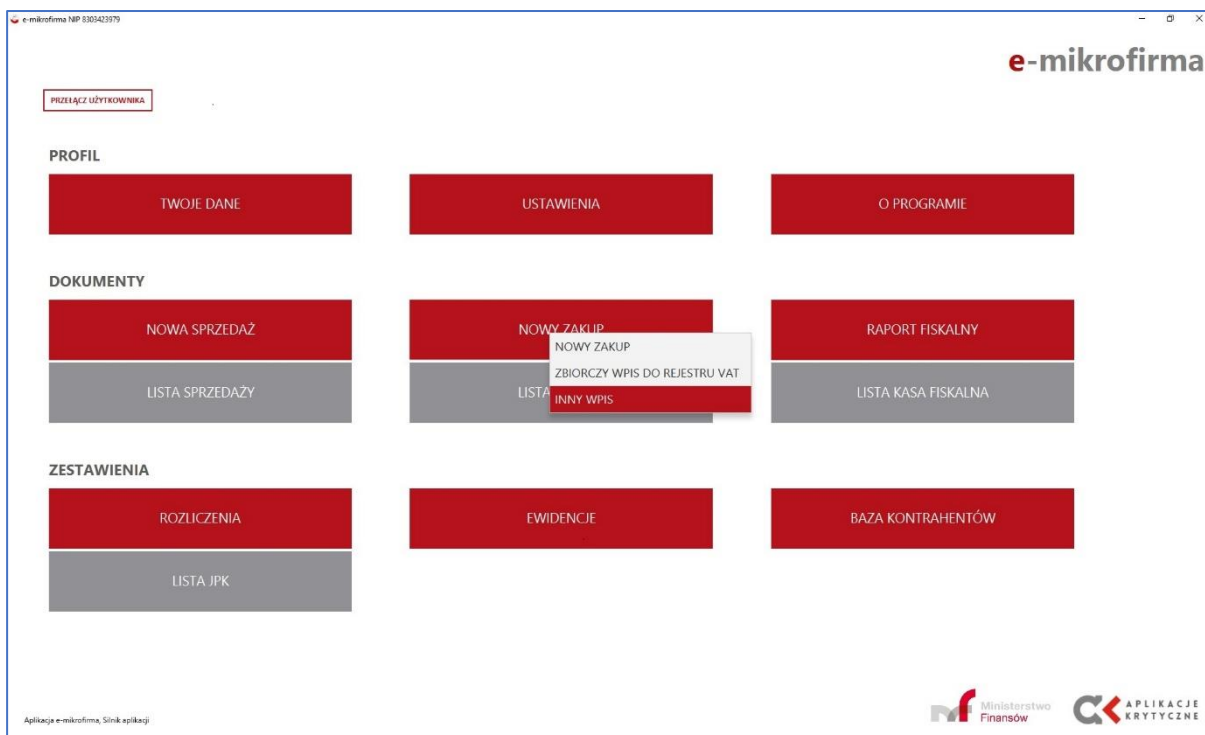 e-mikrofirma NIP 8303423979
e-mikrofirma
PRZEŁĄCZ UŻYTKOWNIKA
PROFIL
TWOJE DANE
USTAWIENIA
O PROGRAMIE
DOKUMENTY
NOWA SPRZEDAŻ
NOWY ZAKUP
RAPORT FISKALNY
NOWY ZAKUP
ZBIORCZY WPIS DO REJESTRU VAT
INNY WPIS
LISTA SPRZEDAŻY
LISTA
LISTA KASA FISKALNA
ZESTAWIENIA
ROZLICZENIA
EWIDENCJE
BAZA KONTRAHENTÓW
LISTA JPK
Aplikacja e-mikrofirma, Silnik aplikacji
Ministerstwo
Finansów
APLIKACJE
KRYTYCZNE